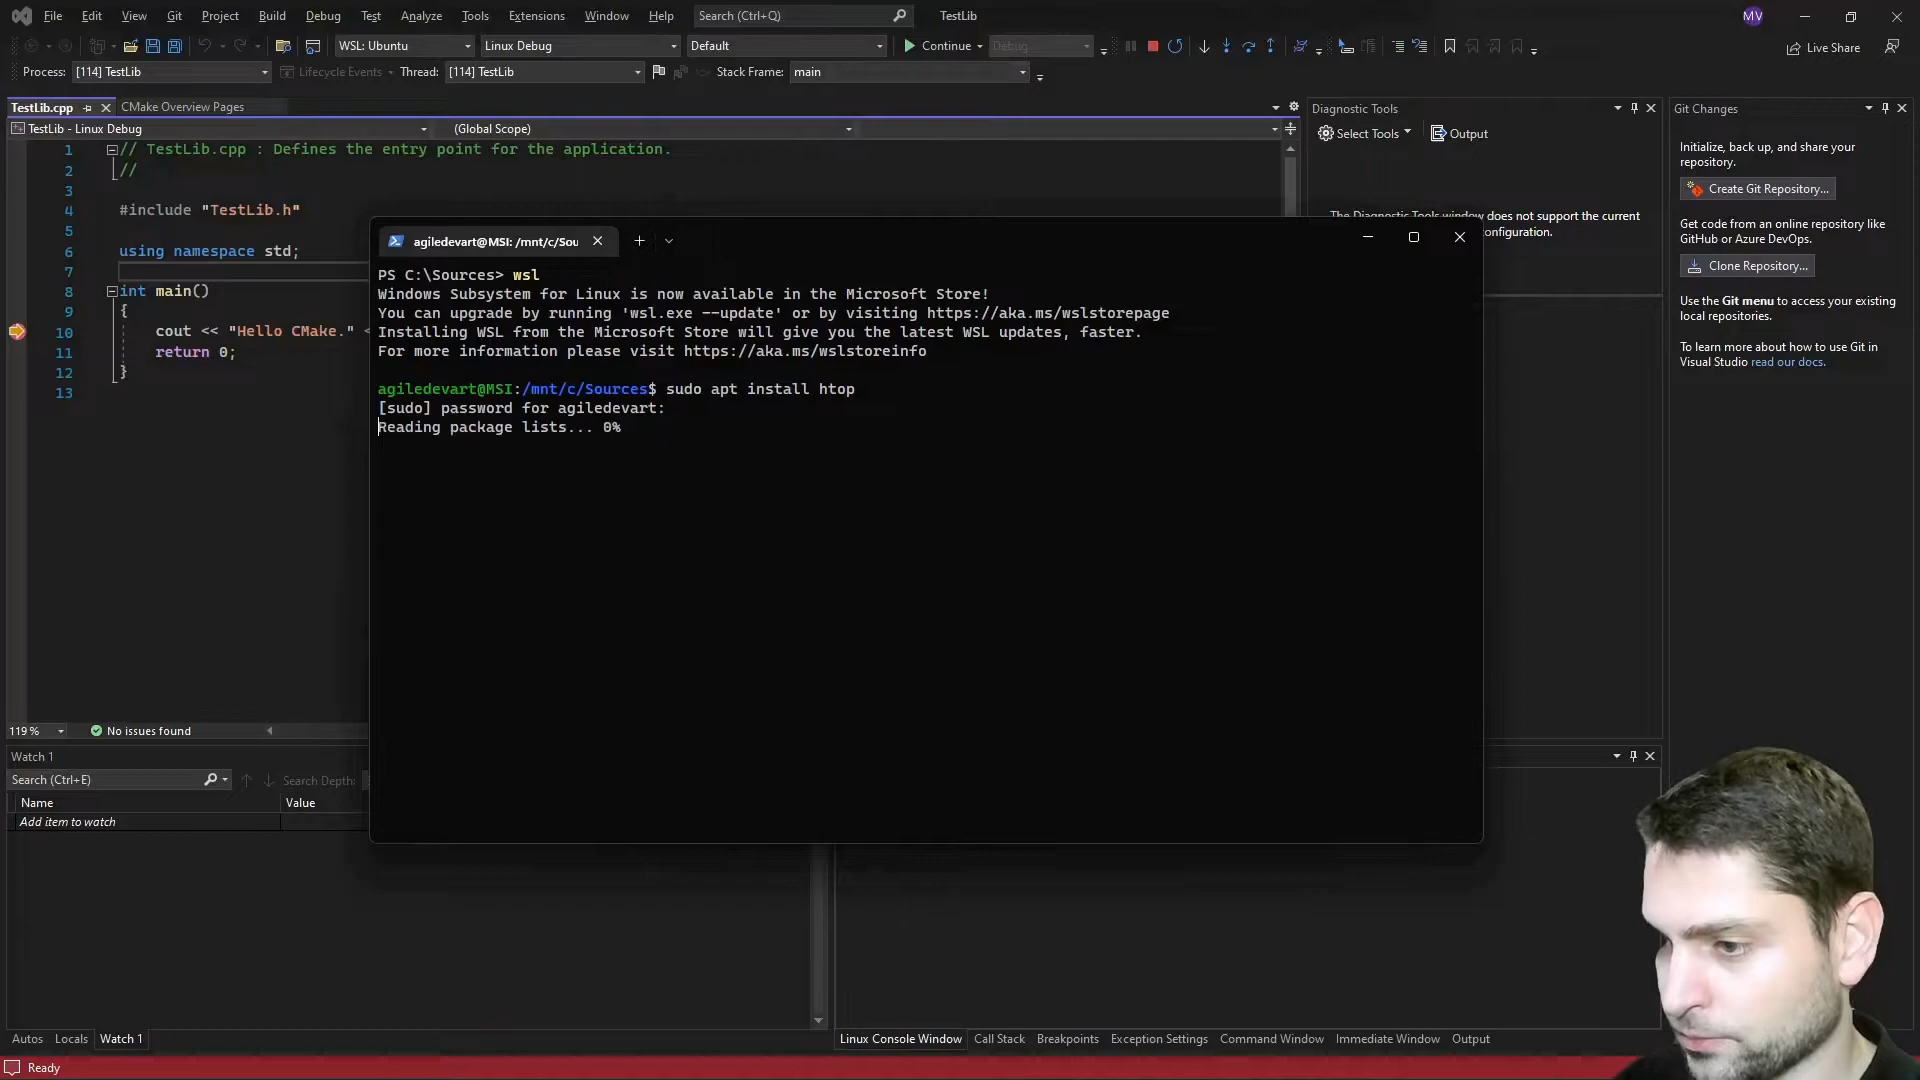 File Edit View Git Project Build Debug Test Analyze Tools Extensions Window Help Search (Ctrl+Q) TestLib MV
WSL: Ubuntu Linux Debug Default Continue Debug Live Share
Process: [114] TestLib Lifecycle Events Thread: [114] TestLib Stack Frame: main
TestLib.cpp CMake Overview Pages
TestLib - Linux Debug (Global Scope)
1 // TestLib.cpp : Defines the entry point for the application.
2 //
3
4 #include "TestLib.h"
5
6 using namespace std;
7
8 int main()
9 {
10 cout << "Hello CMake." <
11 return 0;
12 }
13
agiledevart@MSI: /mnt/c/Sou
PS C:\Sources> wsl
Windows Subsystem for Linux is now available in the Microsoft Store!
You can upgrade by running 'wsl.exe --update' or by visiting https://aka.ms/wslstorepage
Installing WSL from the Microsoft Store will give you the latest WSL updates, faster.
For more information please visit https://aka.ms/wslstoreinfo
agiledevart@MSI:/mnt/c/Sources$ sudo apt install htop
[sudo] password for agiledevart:
Reading package lists... 0%
Diagnostic Tools
Select Tools Output
The Diagnostic Tools window does not support the current
onfiguration.
Git Changes
Initialize, back up, and share your
repository.
Create Git Repository...
Get code from an online repository like
GitHub or Azure DevOps.
Clone Repository...
Use the Git menu to access your existing
local repositories.
To learn more about how to use Git in
Visual Studio read our docs.
119 % No issues found
Watch 1
Search (Ctrl+E) Search Depth:
Name Value
Add item to watch
Autos Locals Watch 1
Linux Console Window Call Stack Breakpoints Exception Settings Command Window Immediate Window Output
Ready